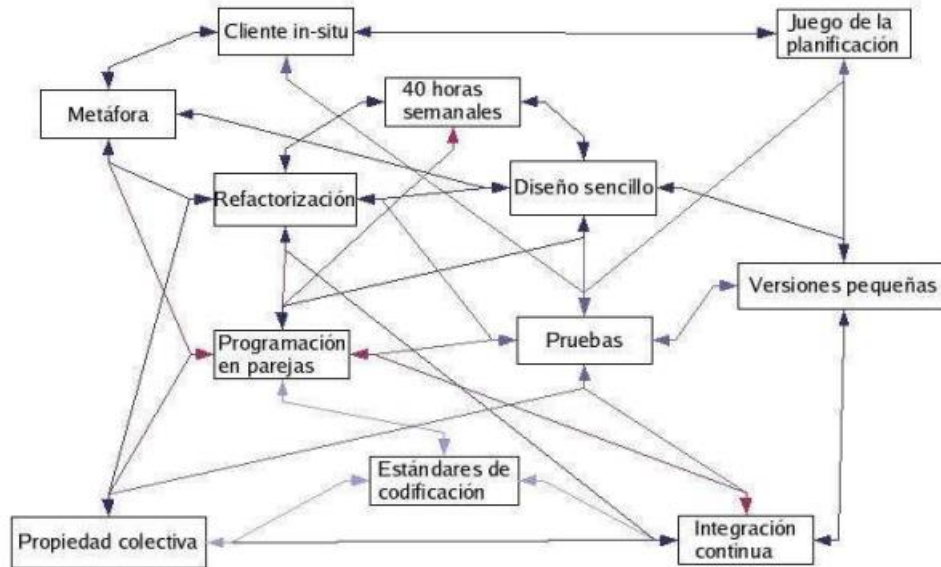 Cliente in-situ
Juego de la
planificación
40 horas
semanales
Metáfora
Refactorización
Diseño sencillo
Versiones pequeñas
Programación
en parejas
Pruebas
Estándares de
codificación
Propiedad colectiva
Integración
continua